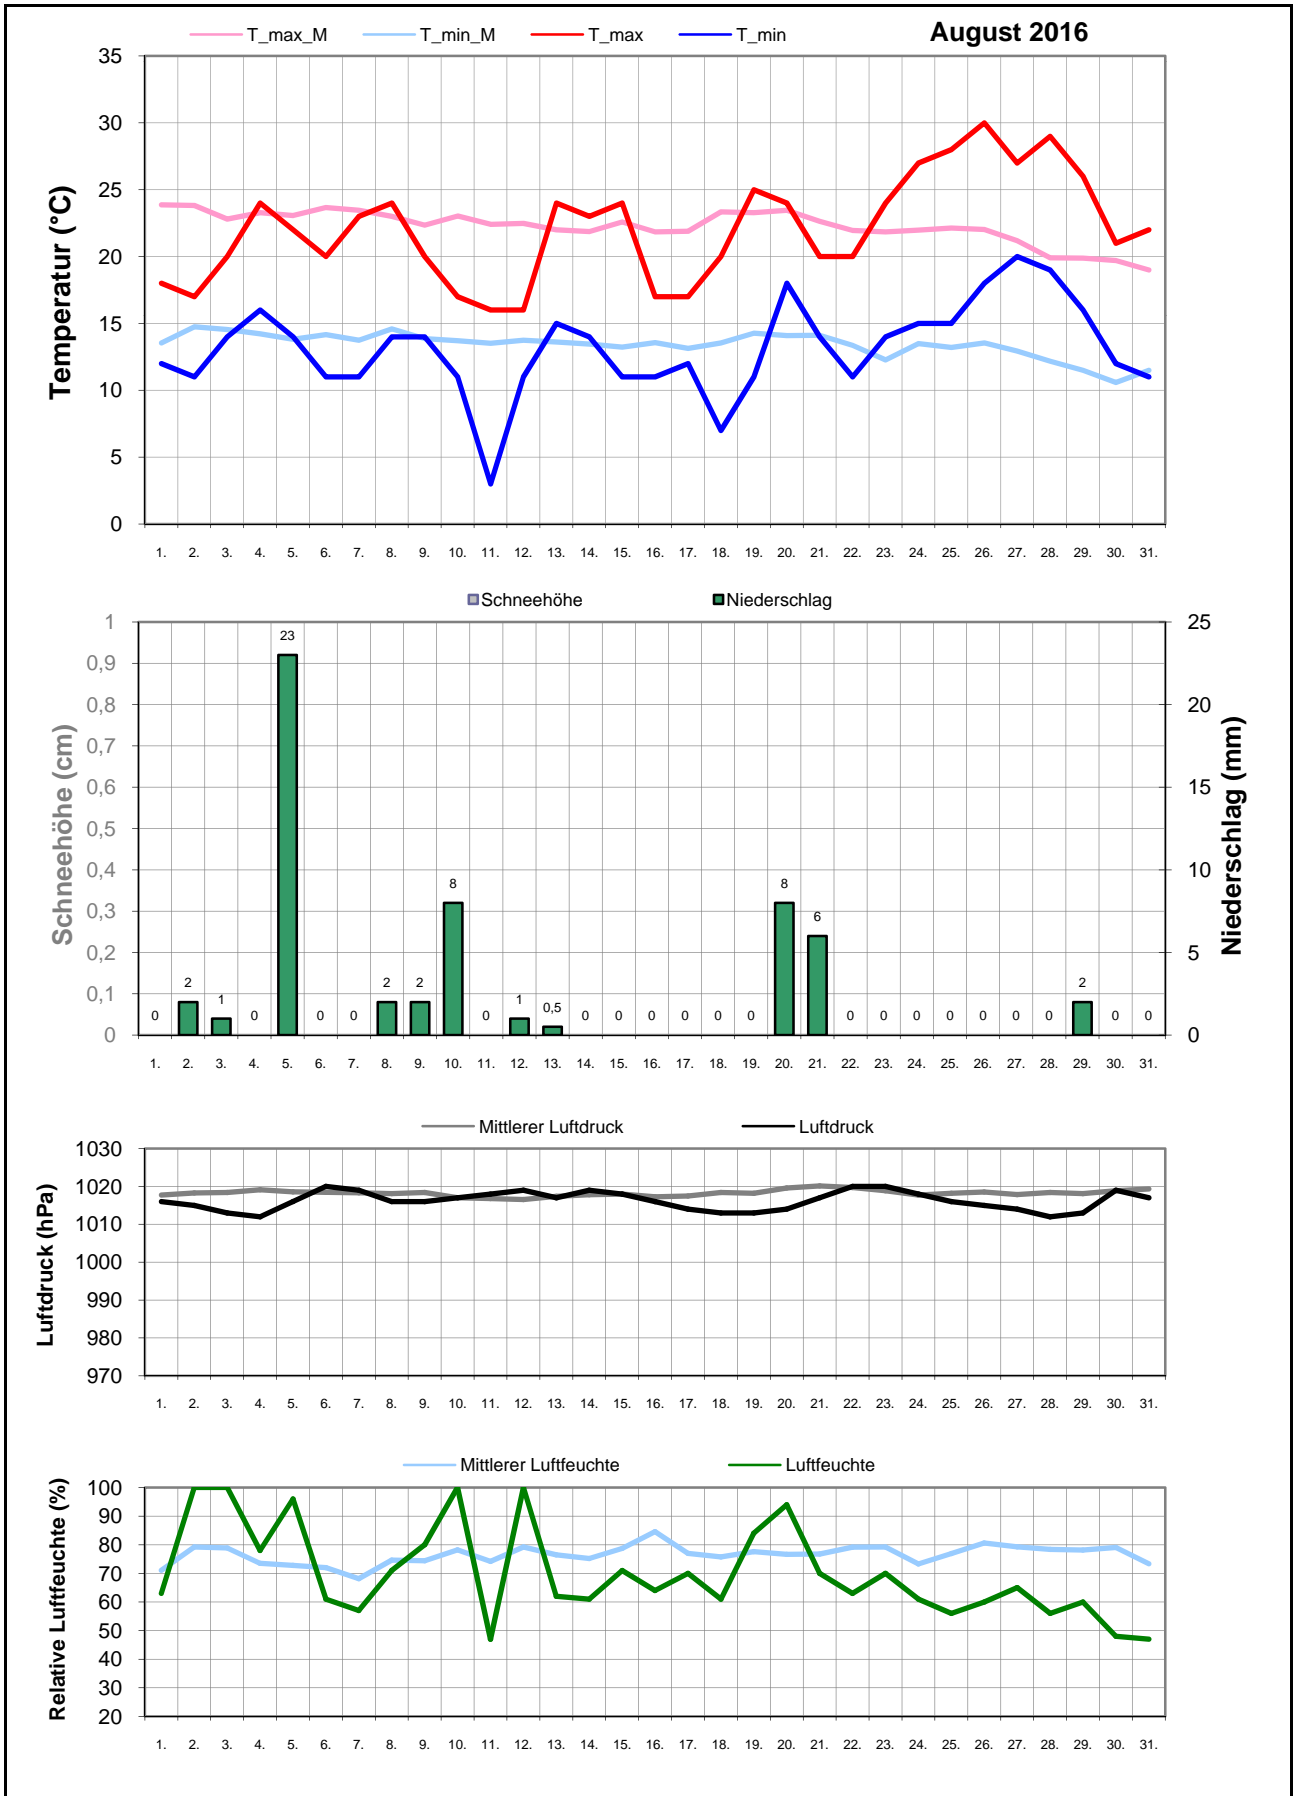 T_max_M T_min_M T_max T_min August 2016
35
30
25
20
15
10
5
0
Temperatur (°C)
1. 2. 3. 4. 5. 6. 7. 8. 9. 10. 11. 12. 13. 14. 15. 16. 17. 18. 19. 20. 21. 22. 23. 24. 25. 26. 27. 28. 29. 30. 31.
Schneehöhe Niederschlag
1 25
0,9
0,8 20
0,7
0,6 15
0,5
0,4 10
0,3
0,2 5
0,1
0 0
Schneehöhe (cm)
Niederschlag (mm)
0 2 1 0 23 0 0 2 2 8 0 1 0,5 0 0 0 0 0 0 8 6 0 0 0 0 0 0 0 2 0 0
1. 2. 3. 4. 5. 6. 7. 8. 9. 10. 11. 12. 13. 14. 15. 16. 17. 18. 19. 20. 21. 22. 23. 24. 25. 26. 27. 28. 29. 30. 31.
Mittlerer Luftdruck Luftdruck
1030
1020
1010
1000
990
980
970
Luftdruck (hPa)
1. 2. 3. 4. 5. 6. 7. 8. 9. 10. 11. 12. 13. 14. 15. 16. 17. 18. 19. 20. 21. 22. 23. 24. 25. 26. 27. 28. 29. 30. 31.
Mittlerer Luftfeuchte Luftfeuchte
100
90
80
70
60
50
40
30
20
Relative Luftfeuchte (%)
1. 2. 3. 4. 5. 6. 7. 8. 9. 10. 11. 12. 13. 14. 15. 16. 17. 18. 19. 20. 21. 22. 23. 24. 25. 26. 27. 28. 29. 30. 31.